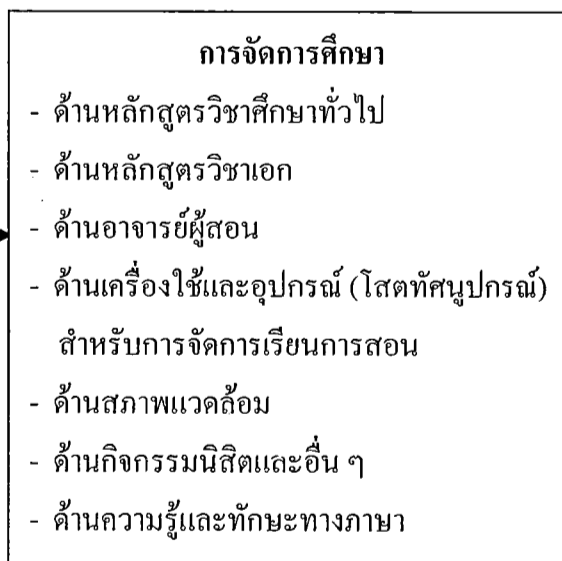 การจัดการศึกษา
- ด้านหลักสูตรวิชาศึกษาทั่วไป
- ด้านหลักสูตรวิชาเอก
- ด้านอาจารย์ผู้สอน
- ด้านเครื่องใช้และอุปกรณ์ (โสตทัศนูปกรณ์)
สำหรับการจัดการเรียนการสอน
- ด้านสภาพแวดล้อม
- ด้านกิจกรรมนิสิตและอื่น ๆ
- ด้านความรู้และทักษะทางภาษา